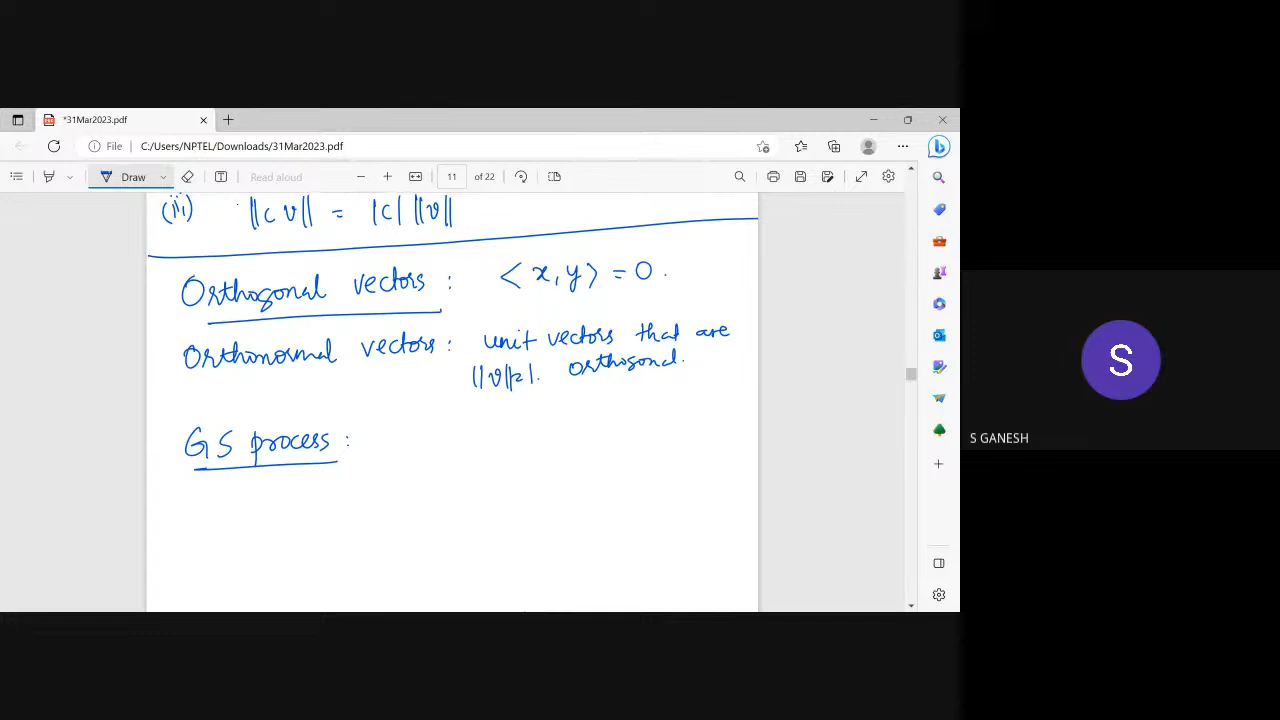 *31Mar2023.pdf
File C:/Users/NPTEL/Downloads/31Mar2023.pdf
Draw Read aloud 11 of 22
(iii) ||c v|| = |c| ||v||
Orthogonal vectors : < x, y > = 0.
Orthonormal vectors : unit vectors that are
||v||=1. orthogonal.
GS process :
S
S GANESH